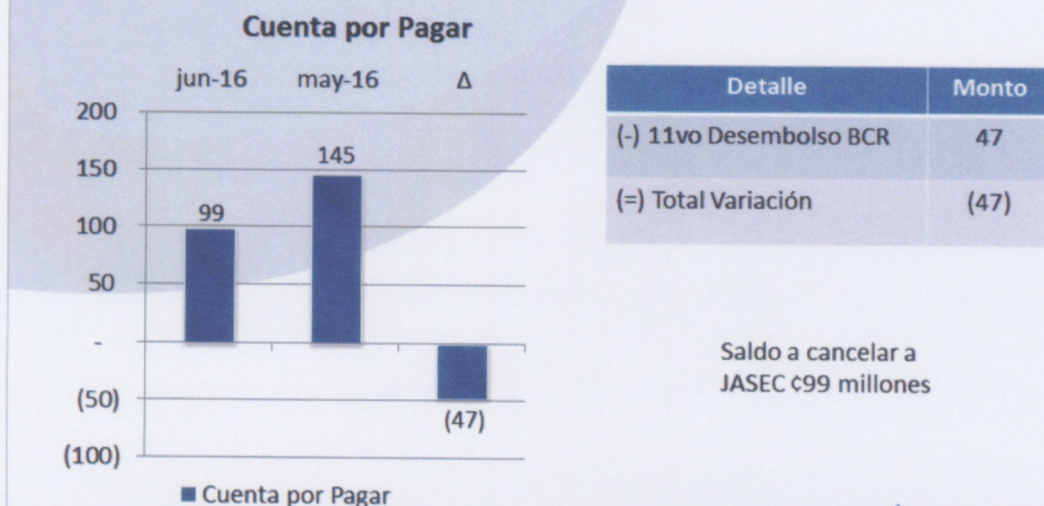 Cuenta por Pagar
jun-16 may-16 Δ
200
150
100
50
-
(50)
(100)
99
145
(47)
■ Cuenta por Pagar
Detalle Monto
(-) 11vo Desembolso BCR 47
(=) Total Variación (47)
Saldo a cancelar a
JASEC ¢99 millones